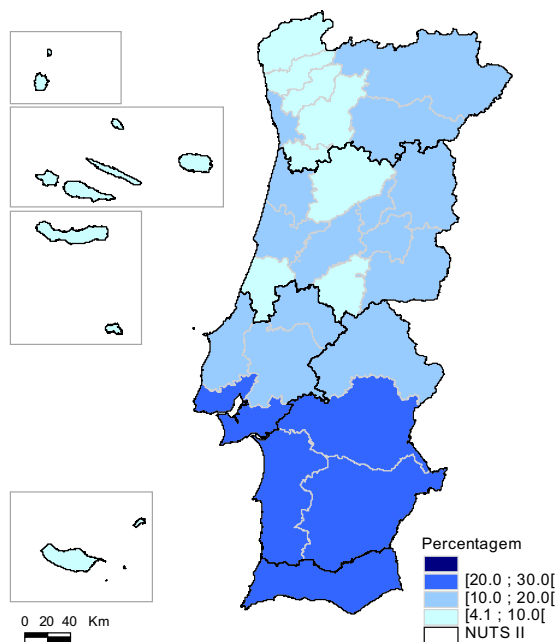 Percentagem
[20.0 ; 30.0[
[10.0 ; 20.0[
[4.1 ; 10.0[
NUTS II
0 20 40 Km